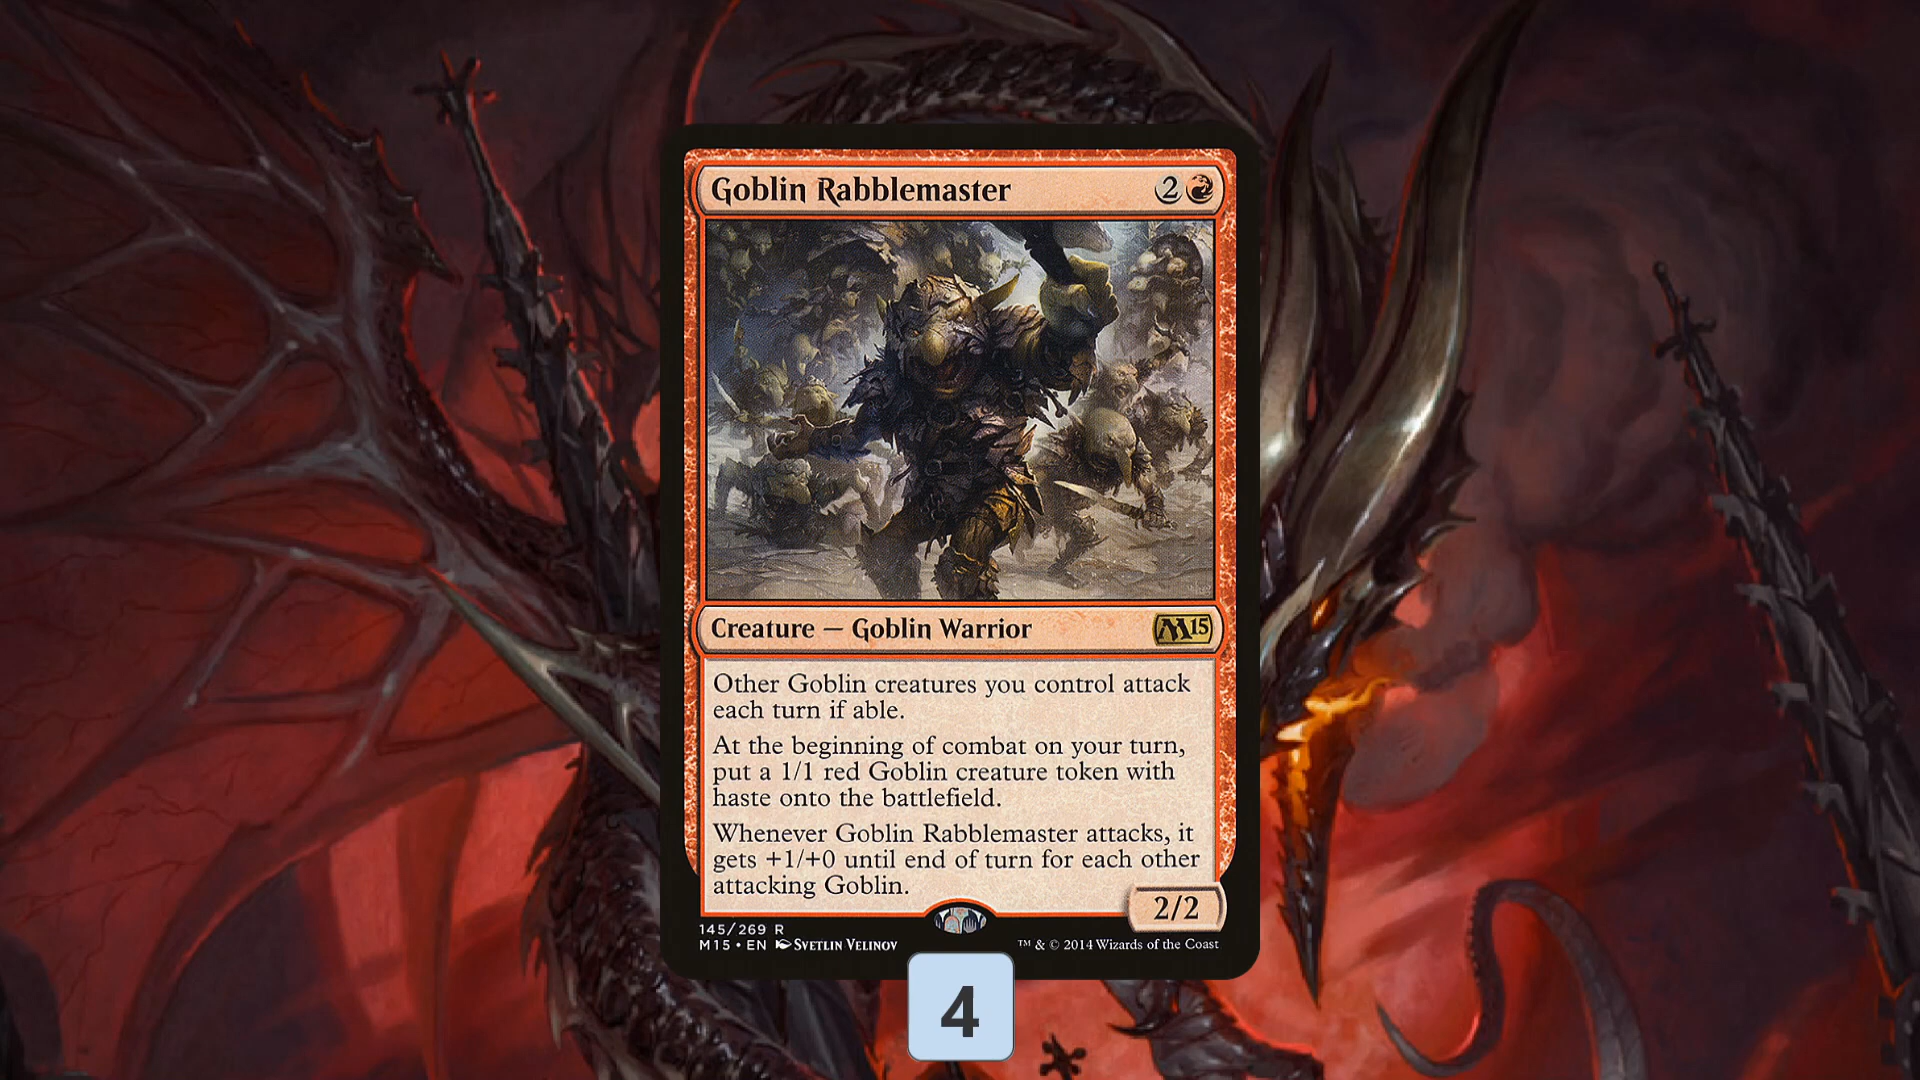 Goblin Rabblemaster 2
Creature — Goblin Warrior M15
Other Goblin creatures you control attack
each turn if able.
At the beginning of combat on your turn,
put a 1/1 red Goblin creature token with
haste onto the battlefield.
Whenever Goblin Rabblemaster attacks, it
gets +1/+0 until end of turn for each other
attacking Goblin.
2/2
145/269 R
M15 • EN Svetlin Velinov
™ & © 2014 Wizards of the Coast
4